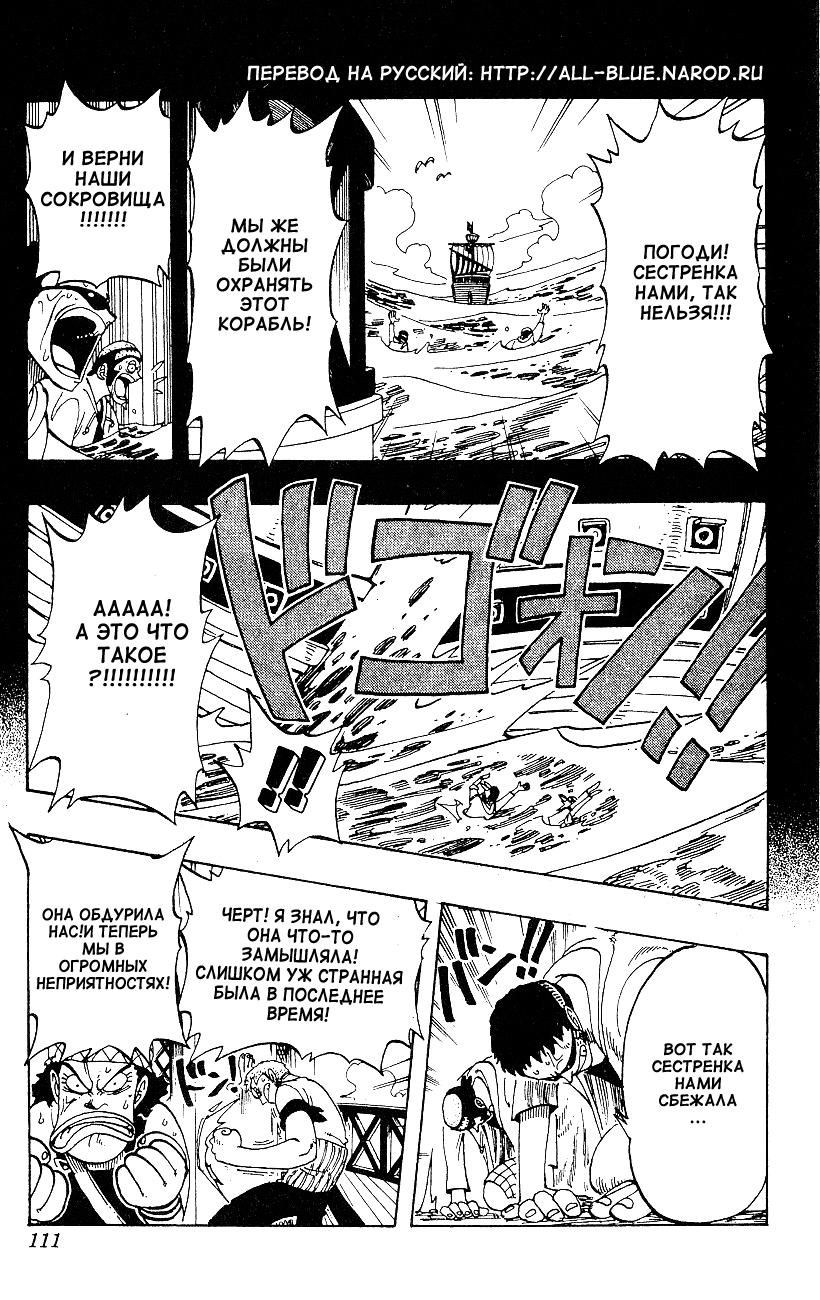 ПЕРЕВОД НА РУССКИЙ: HTTP://ALL-BLUE.NAROD.RU
ПОГОДИ!
СЕСТРЕНКА
НАМИ, ТАК
НЕЛЬЗЯ!!!
МЫ ЖЕ
ДОЛЖНЫ
БЫЛИ
ОХРАНЯТЬ
ЭТОТ
КОРАБЛЬ!
И ВЕРНИ
НАШИ
СОКРОВИЩА
!!!!!!!
ドゴォン!!
ААААА!
А ЭТО ЧТО
ТАКОЕ
?!!!!!!!!!!
!!
ВОТ ТАК
СЕСТРЕНКА
НАМИ
СБЕЖАЛА
...
バン!!
ЧЕРТ! Я ЗНАЛ, ЧТО
ОНА ЧТО-ТО
ЗАМЫШЛЯЛА!
СЛИШКОМ УЖ СТРАННАЯ
БЫЛА В ПОСЛЕДНЕЕ
ВРЕМЯ!
ドン!
ОНА ОБДУРИЛА
НАС!И ТЕПЕРЬ
МЫ В
ОГРОМНЫХ
НЕПРИЯТНОСТЯХ!
111